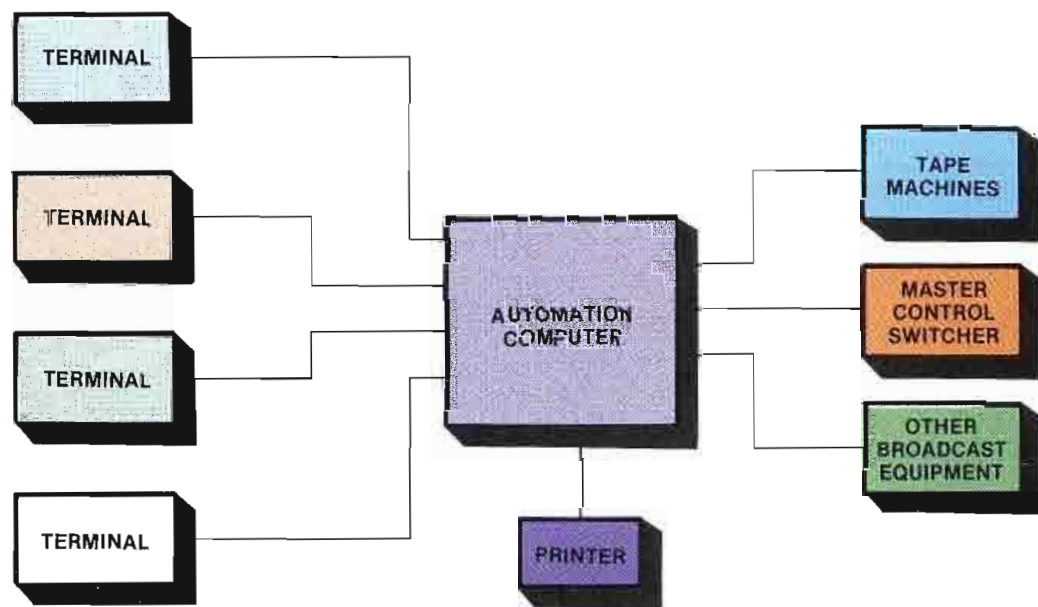 TERMINAL
TERMINAL
TERMINAL
TERMINAL
AUTOMATION
COMPUTER
PRINTER
TAPE
MACHINES
MASTER
CONTROL
SWITCHER
OTHER
BROADCAST
EQUIPMENT